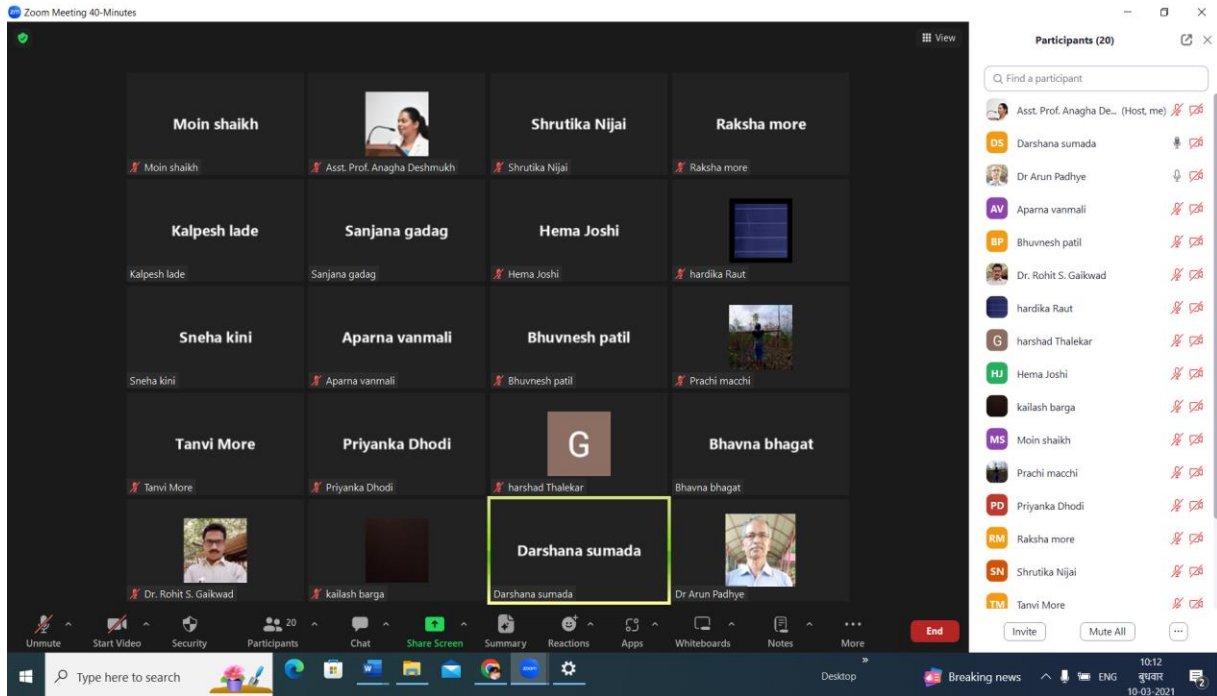 Zoom Meeting 40-Minutes
View
Moin shaikh
Moin shaikh
Asst. Prof. Anagha Deshmukh
Shrutika Nijai
Shrutika Nijai
Raksha more
Raksha more
Kalpesh lade
Kalpesh lade
Sanjana gadag
Sanjana gadag
Hema Joshi
Hema Joshi
hardika Raut
Sneha kini
Sneha kini
Aparna vanmali
Aparna vanmali
Bhuvnesh patil
Bhuvnesh patil
Prachi macchi
Tanvi More
Tanvi More
Priyanka Dhodi
Priyanka Dhodi
G
harshad Thalekar
Bhavna bhagat
Bhavna bhagat
Dr. Rohit S. Gaikwad
kailash barga
Darshana sumada
Darshana sumada
Dr Arun Padhye
Participants (20)
Find a participant
Asst. Prof. Anagha De... (Host, me)
DS Darshana sumada
Dr Arun Padhye
AV Aparna vanmali
BP Bhuvnesh patil
Dr. Rohit S. Gaikwad
hardika Raut
G harshad Thalekar
HJ Hema Joshi
kailash barga
MS Moin shaikh
Prachi macchi
PD Priyanka Dhodi
RM Raksha more
SN Shrutika Nijai
TM Tanvi More
Invite Mute All ...
Unmute Start Video Security Participants 20 Chat Share Screen Summary Reactions Apps Whiteboards Notes More End
Type here to search
Desktop
Breaking news
ENG
10:12
बुधवार
10-03-2021
2